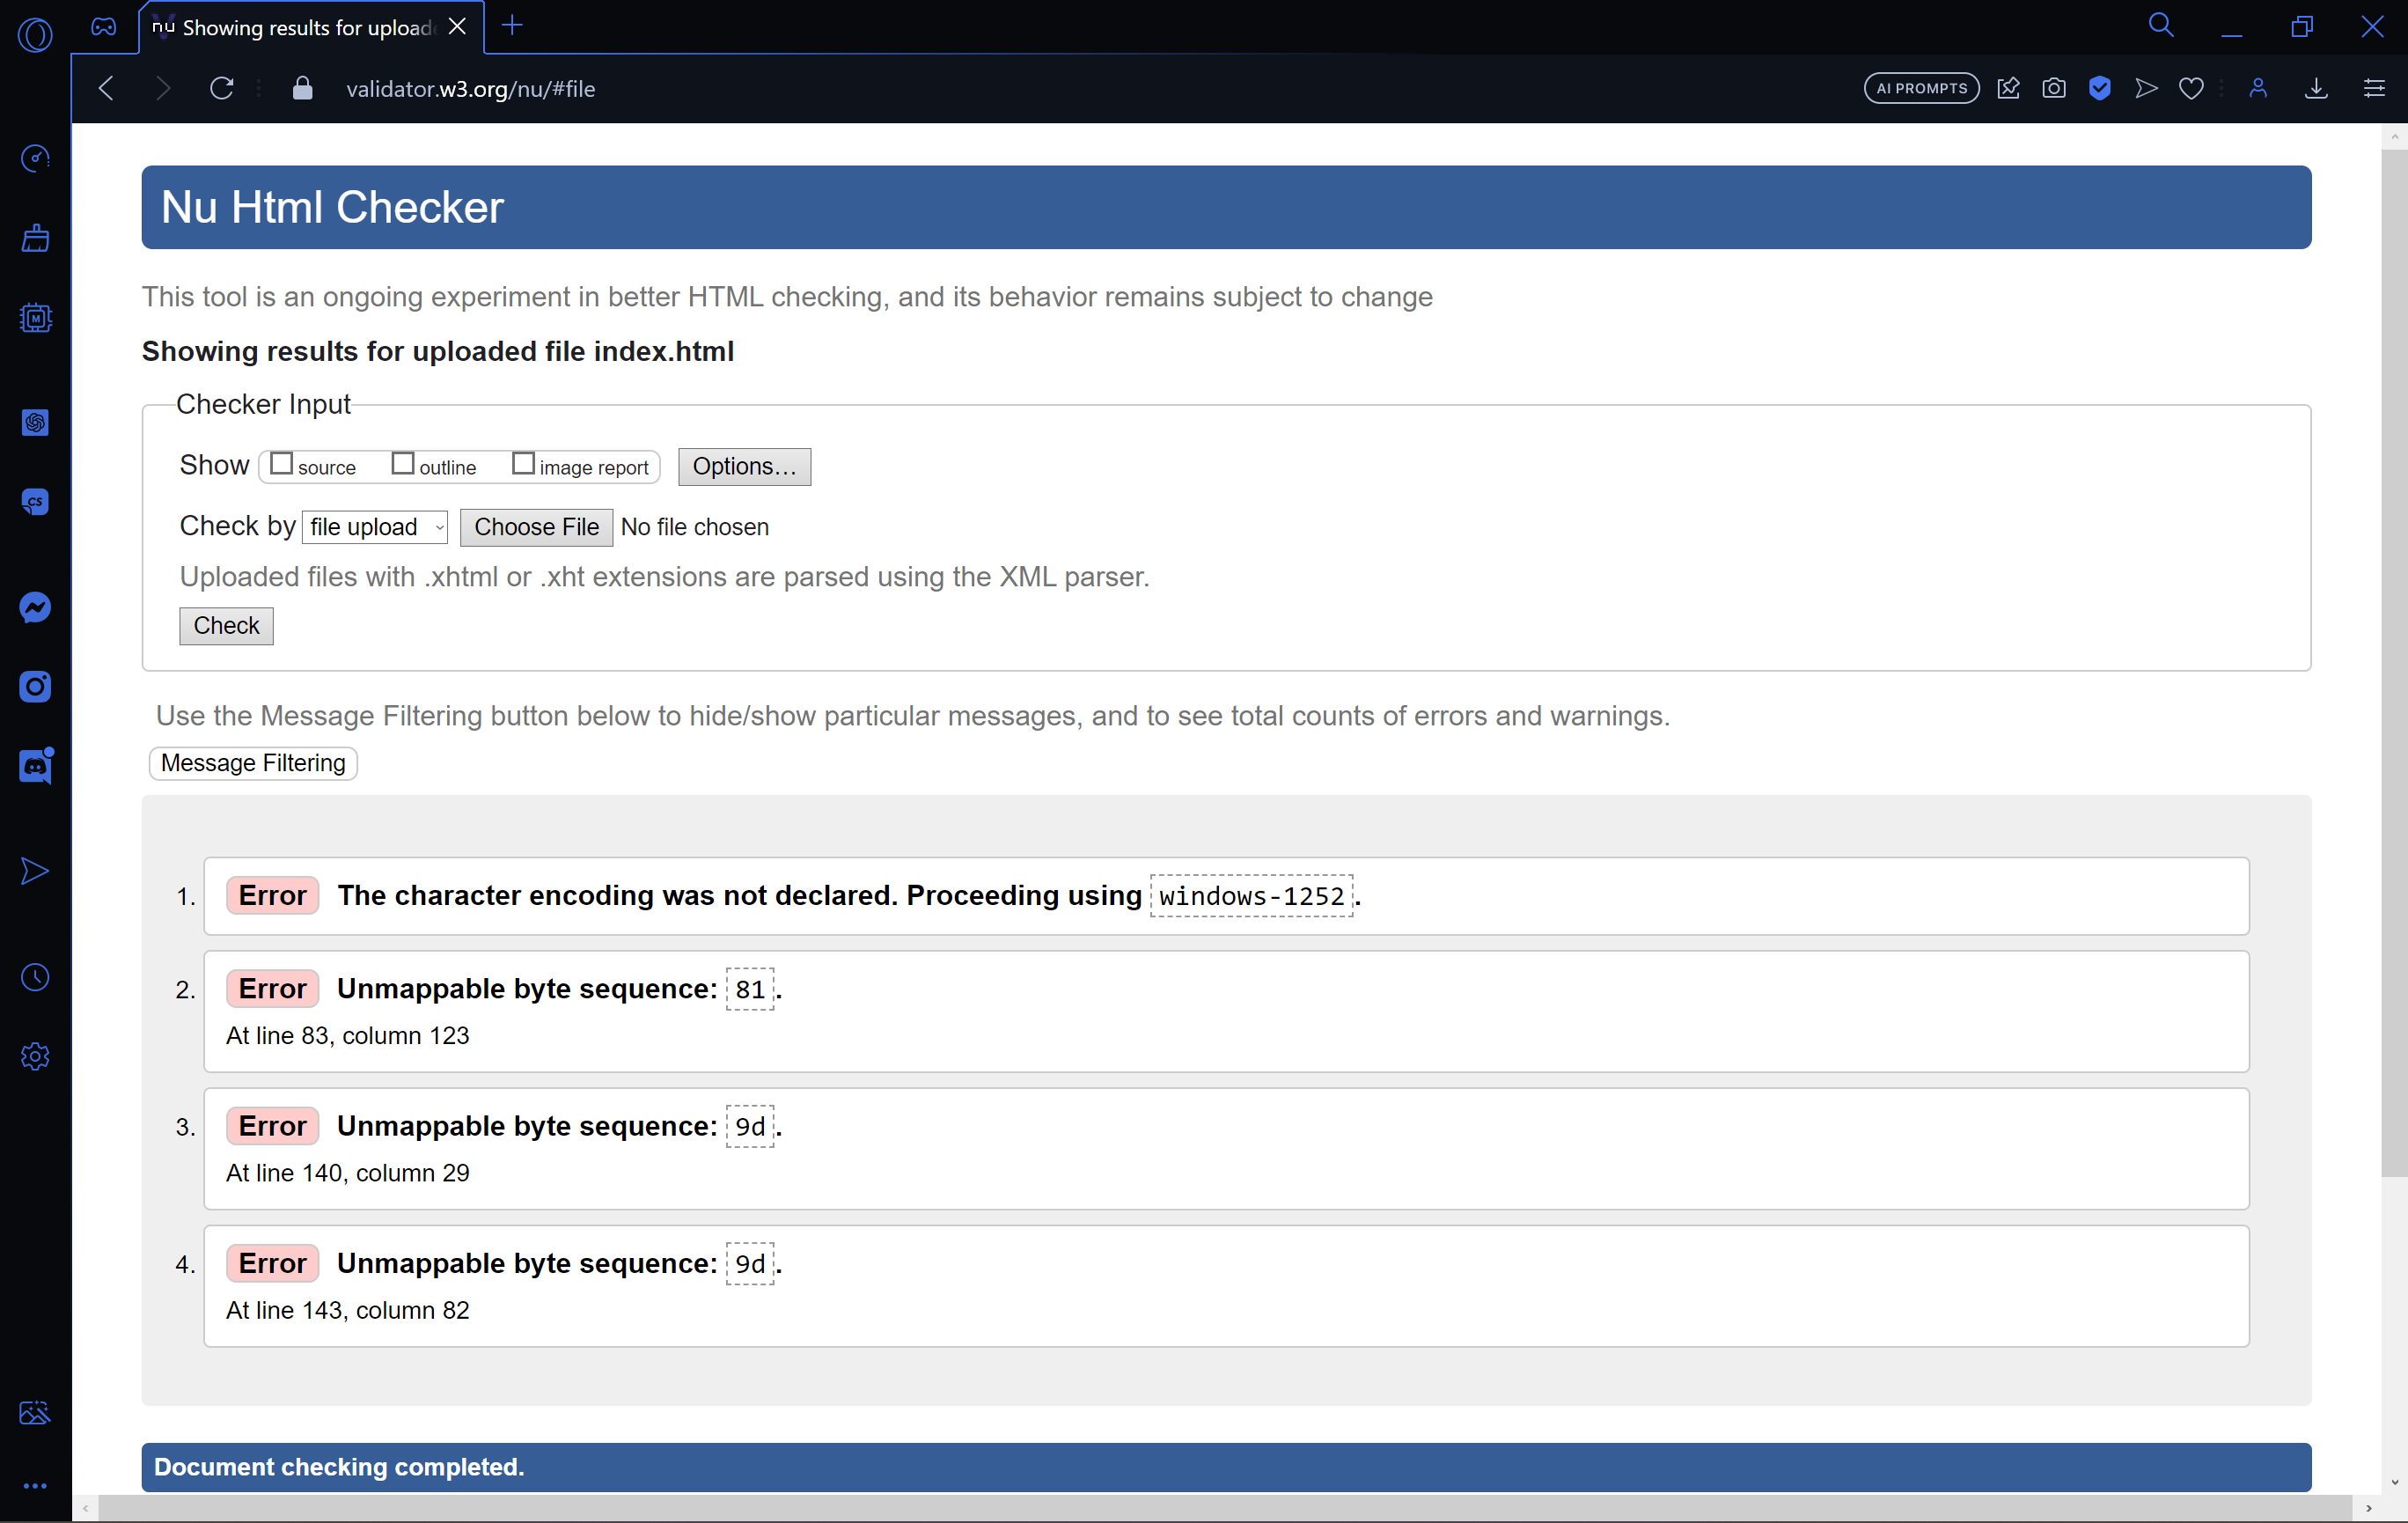 nu Showing results for upload
validator.w3.org/nu/#file
AI PROMPTS
Nu Html Checker
This tool is an ongoing experiment in better HTML checking, and its behavior remains subject to change
Showing results for uploaded file index.html
Checker Input
Show source outline image report Options…
Check by file upload Choose File No file chosen
Uploaded files with .xhtml or .xht extensions are parsed using the XML parser.
Check
Use the Message Filtering button below to hide/show particular messages, and to see total counts of errors and warnings.
Message Filtering
1. Error The character encoding was not declared. Proceeding using windows-1252.
2. Error Unmappable byte sequence: 81.
At line 83, column 123
3. Error Unmappable byte sequence: 9d.
At line 140, column 29
4. Error Unmappable byte sequence: 9d.
At line 143, column 82
Document checking completed.
M
CS